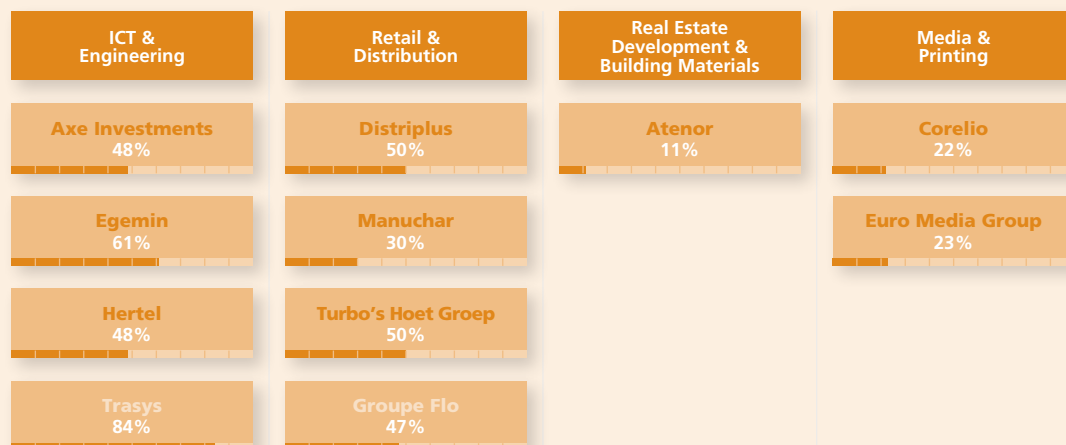 ICT &
Engineering
Axe Investments
48%
Egemin
61%
Hertel
48%
Trasys
84%
Retail &
Distribution
Distriplus
50%
Manuchar
30%
Turbo’s Hoet Groep
50%
Groupe Flo
47%
Real Estate
Development &
Building Materials
Atenor
11%
Media &
Printing
Corelio
22%
Euro Media Group
23%